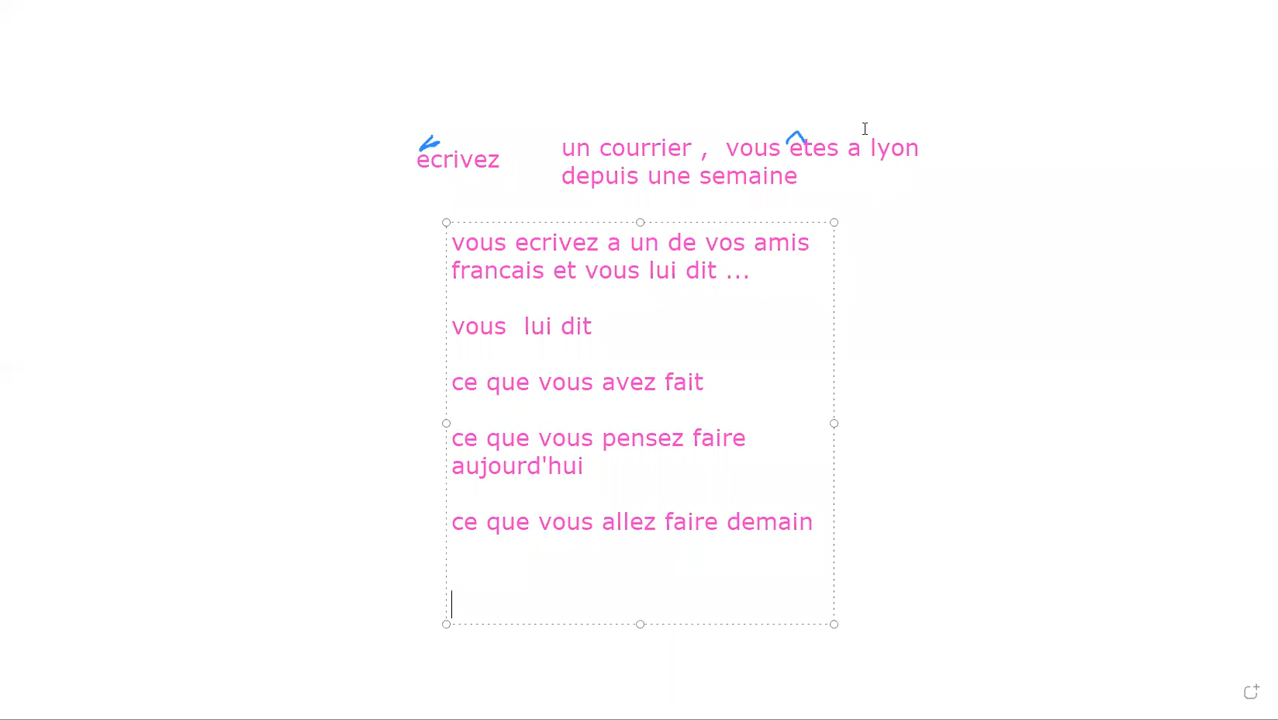 écrivez
un courrier , vous êtes a lyon
depuis une semaine
vous ecrivez a un de vos amis
francais et vous lui dit ...
vous lui dit
ce que vous avez fait
ce que vous pensez faire
aujourd'hui
ce que vous allez faire demain